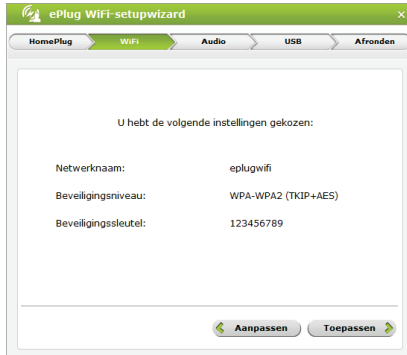 ePlug WiFi-setupwizard
HomePlug WiFi Audio USB Afronden
U hebt de volgende instellingen gekozen:
Netwerknaam: eplugwifi
Beveiligingsniveau: WPA-WPA2 (TKIP+AES)
Beveiligingssleutel: 123456789
Aanpassen Toepassen